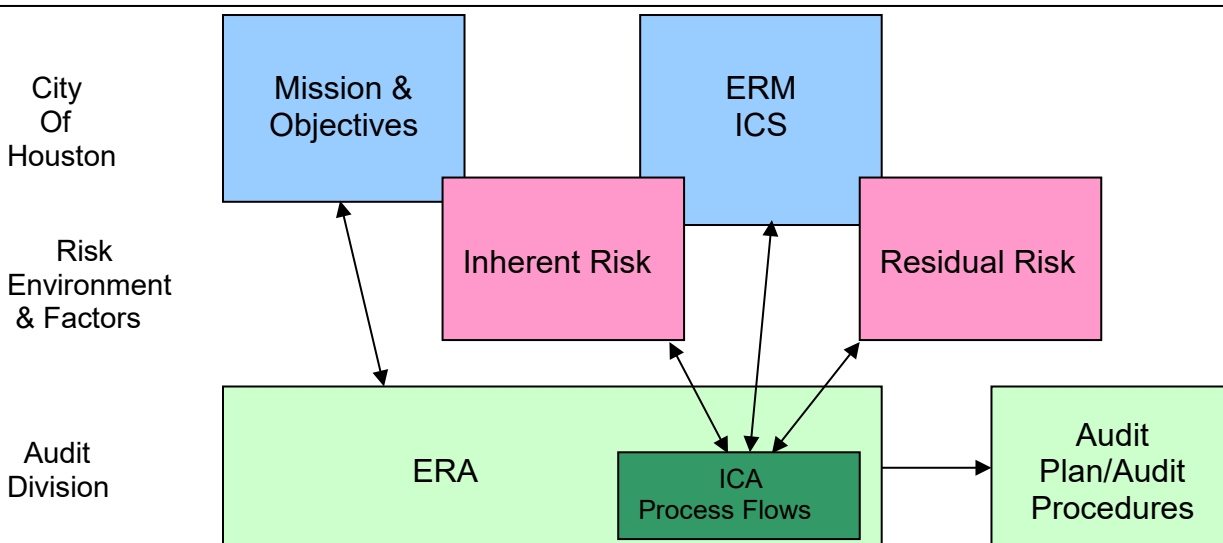 City
Of
Houston
Mission &
Objectives
ERM
ICS
Risk
Environment
& Factors
Inherent Risk
Residual Risk
Audit
Division
ERA
ICA
Process Flows
Audit
Plan/Audit
Procedures